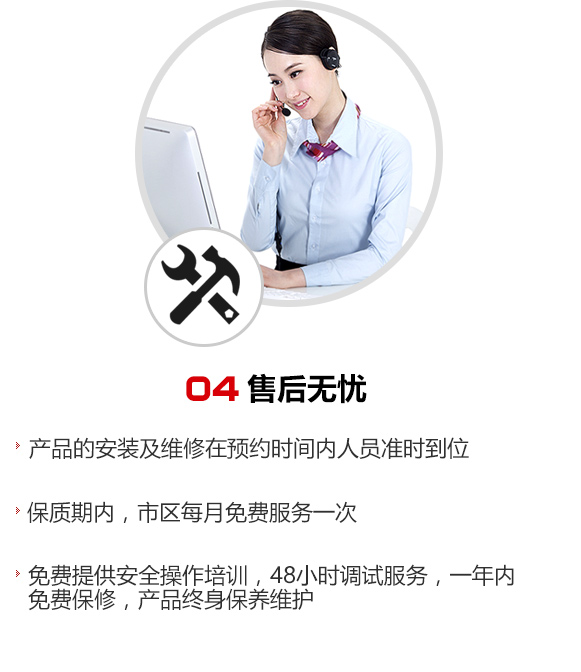 04 售后无忧
产品的安装及维修在预约时间内人员准时到位
保质期内，市区每月免费服务一次
免费提供安全操作培训，48小时调试服务，一年内
免费保修，产品终身保养维护